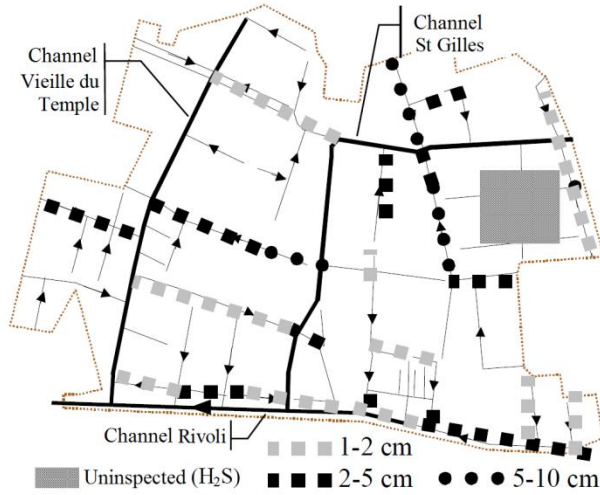 Channel
Vieille du
Temple
Channel
St Gilles
Channel Rivoli
1-2 cm
Uninspected (H₂S)
2-5 cm
5-10 cm